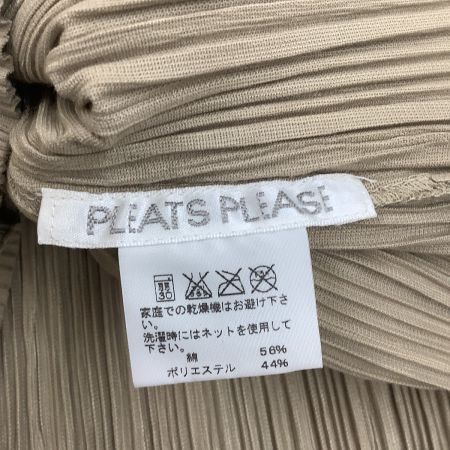 PLEATS PLEASE
30
家庭での乾燥機はお避け下さ
い。
洗濯時にはネットを使用して
下さい。
綿 56%
ポリエステル 44%